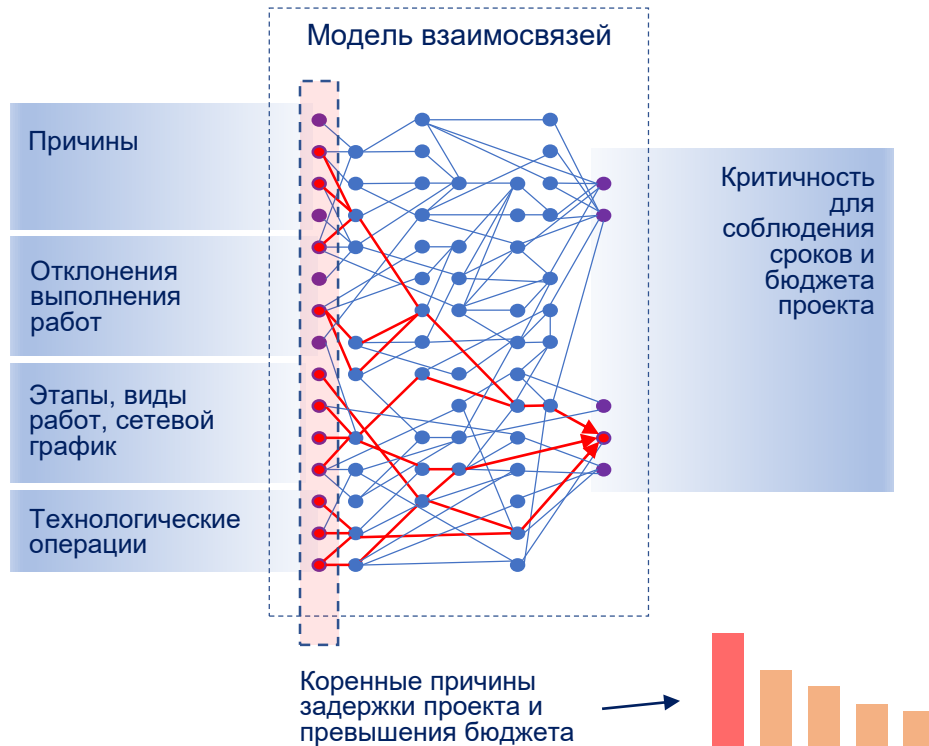 Модель взаимосвязей
Причины
Отклонения
выполнения
работ
Этапы, виды
работ, сетевой
график
Технологические
операции
Критичность
для
соблюдения
сроков и
бюджета
проекта
Коренные причины
задержки проекта и
превышения бюджета